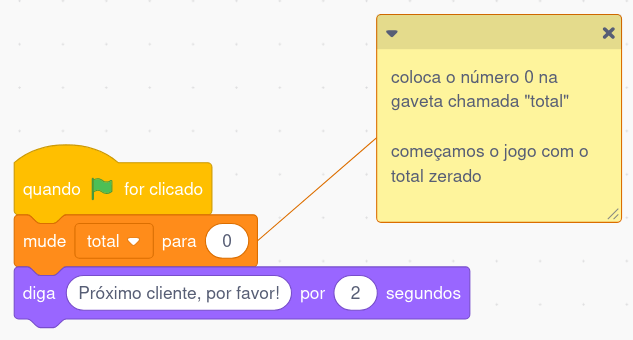 coloca o número 0 na
gaveta chamada "total"
começamos o jogo com o
total zerado
quando for clicado
mude total para 0
diga Próximo cliente, por favor! por 2 segundos